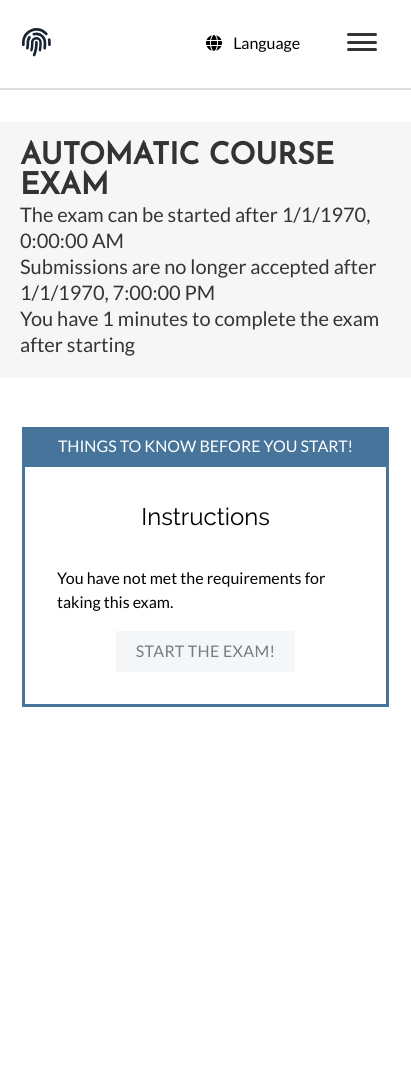 Language
AUTOMATIC COURSE
EXAM
The exam can be started after 1/1/1970,
0:00:00 AM
Submissions are no longer accepted after
1/1/1970, 7:00:00 PM
You have 1 minutes to complete the exam
after starting
THINGS TO KNOW BEFORE YOU START!
Instructions
You have not met the requirements for
taking this exam.
START THE EXAM!